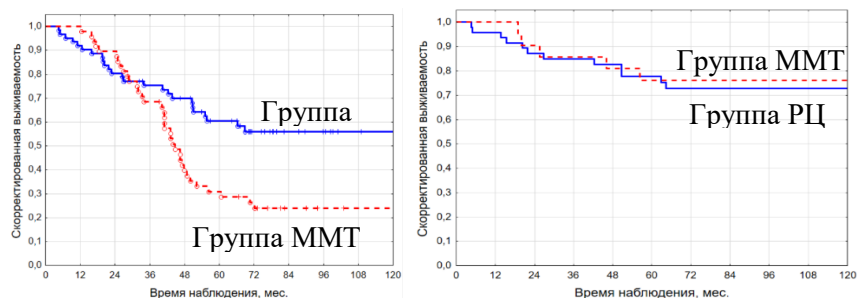 Скорректированная выживаемость
1,0
0,9
0,8
0,7
0,6
0,5
0,4
0,3
0,2
0,1
0,0
Группа
Группа ММТ
0 12 24 36 48 60 72 84 96 108 120
Время наблюдения, мес.
Скорректированная выживаемость
1,0
0,9
0,8
0,7
0,6
0,5
0,4
0,3
0,2
0,1
0,0
Группа ММТ
Группа РЦ
0 12 24 36 48 60 72 84 96 108 120
Время наблюдения, мес.